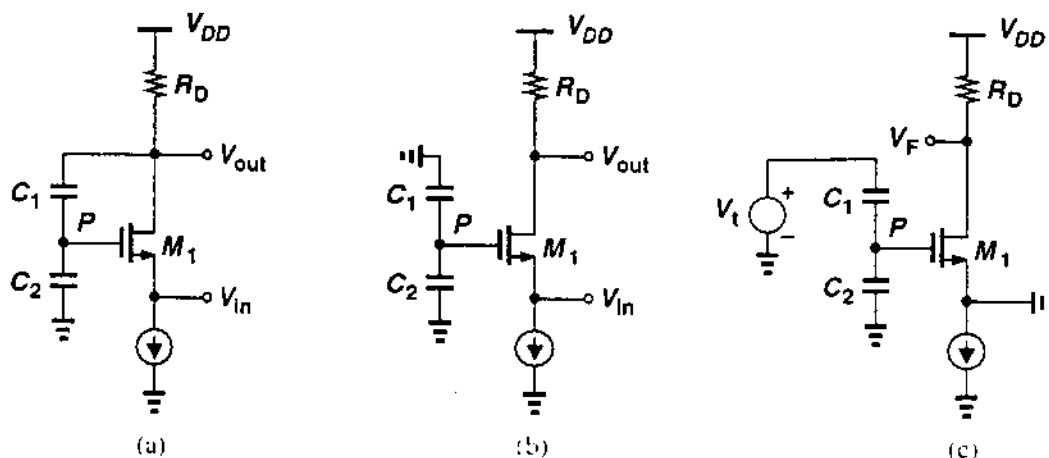 V_DD
R_D
V_out
C_1
P
M_1
C_2
V_in
(a)
V_DD
R_D
V_out
C_1
P
M_1
C_2
V_in
(b)
V_DD
R_D
V_F
V_t
+
−
C_1
P
M_1
C_2
(c)